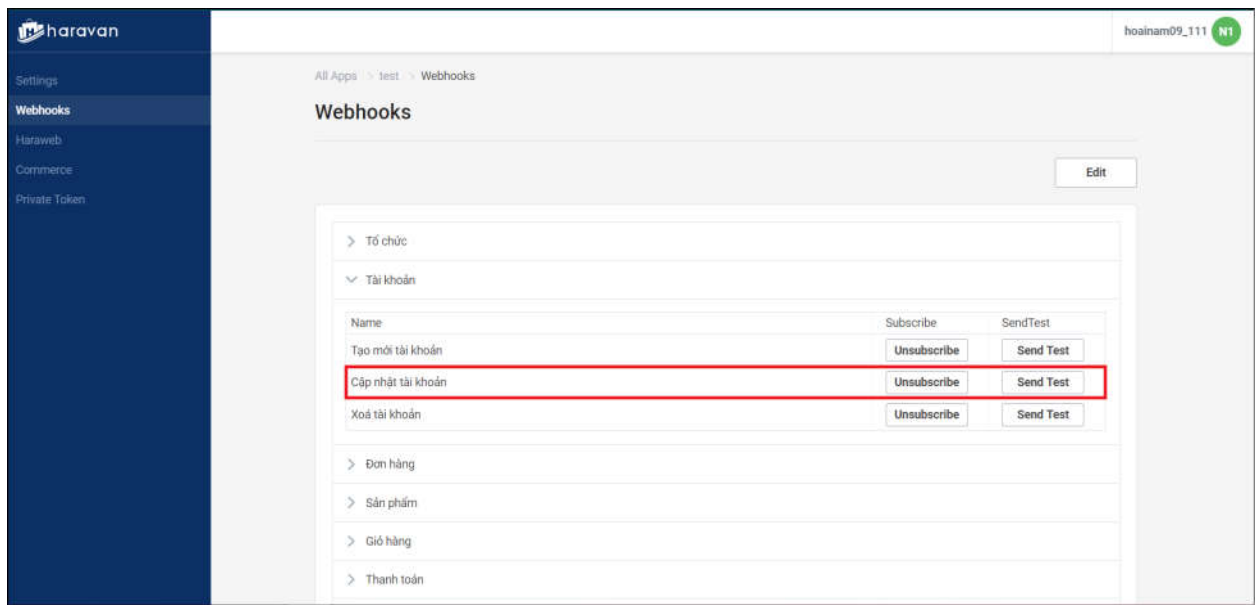 haravan
hoainam09_111 N1
Settings
Webhooks
Haraweb
Commerce
Private Token
All Apps > test > Webhooks
Webhooks
Edit
Tổ chức
Tài khoản
Name Subscribe SendTest
Tạo mới tài khoản Unsubscribe Send Test
Cập nhật tài khoản Unsubscribe Send Test
Xoá tài khoản Unsubscribe Send Test
Đơn hàng
Sản phẩm
Giỏ hàng
Thanh toán